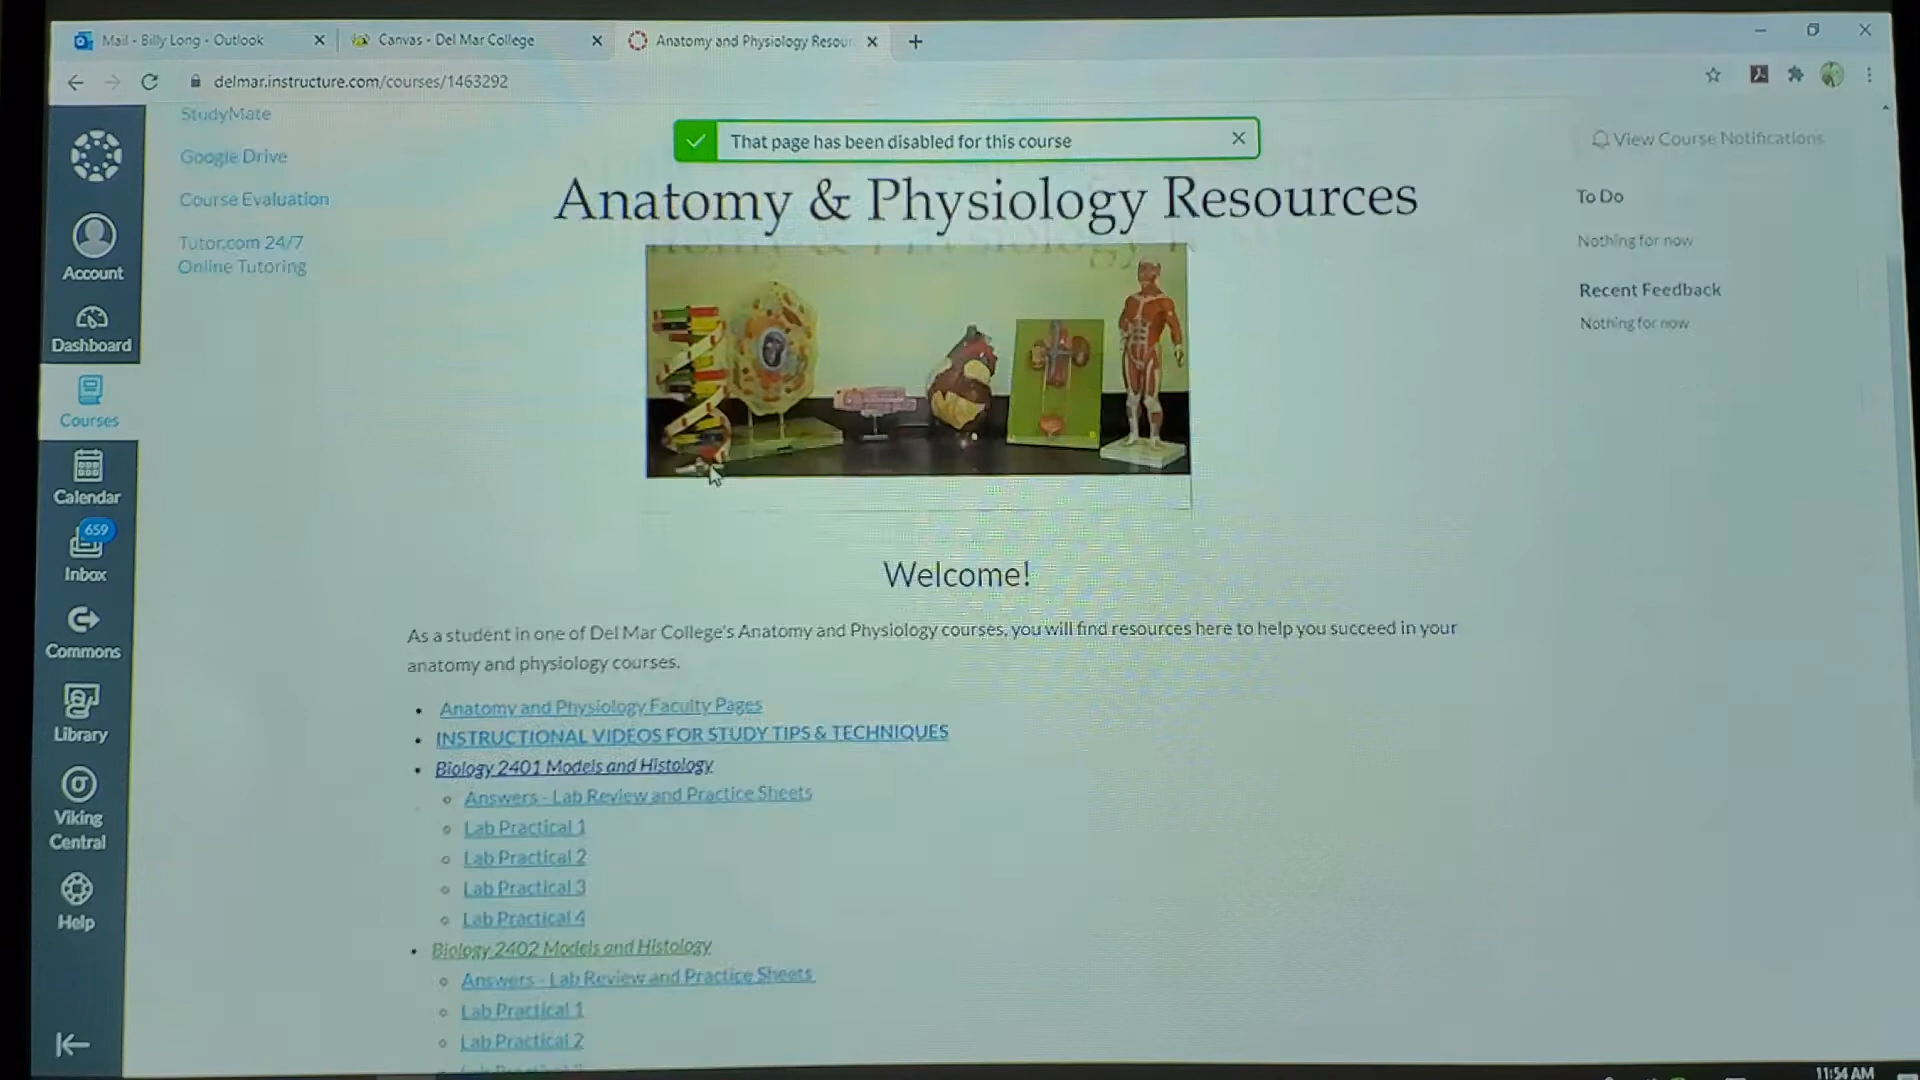 Mail - Billy Long - Outlook
Canvas - Del Mar College
Anatomy and Physiology Resour
delmar.instructure.com/courses/1463292
StudyMate
Google Drive
Course Evaluation
Tutor.com 24/7
Online Tutoring
That page has been disabled for this course
View Course Notifications
Anatomy & Physiology Resources
To Do
Nothing for now
Recent Feedback
Nothing for now
Account
Dashboard
Courses
Calendar
659
Inbox
Commons
Library
Viking
Central
Help
Welcome!
As a student in one of Del Mar College's Anatomy and Physiology courses, you will find resources here to help you succeed in your
anatomy and physiology courses.
Anatomy and Physiology Faculty Pages
INSTRUCTIONAL VIDEOS FOR STUDY TIPS & TECHNIQUES
Biology 2401 Models and Histology
Answers - Lab Review and Practice Sheets
Lab Practical 1
Lab Practical 2
Lab Practical 3
Lab Practical 4
Biology 2402 Models and Histology
Answers - Lab Review and Practice Sheets
Lab Practical 1
Lab Practical 2
11:54 AM